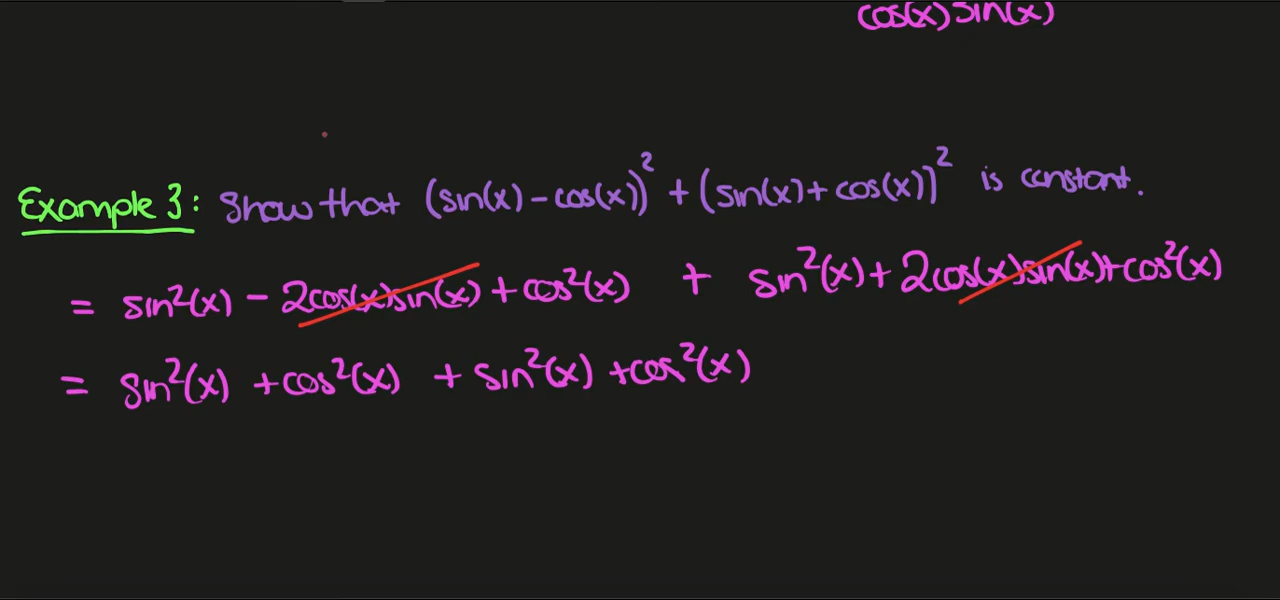 cos(x) sin(x)
Example 3: Show that (sin(x) - cos(x))² + (sin(x) + cos(x))² is constant.
= sin²(x) - 2cos(x)sin(x) + cos²(x) + sin²(x) + 2cos(x)sin(x) + cos²(x)
= sin²(x) + cos²(x) + sin²(x) + cos²(x)